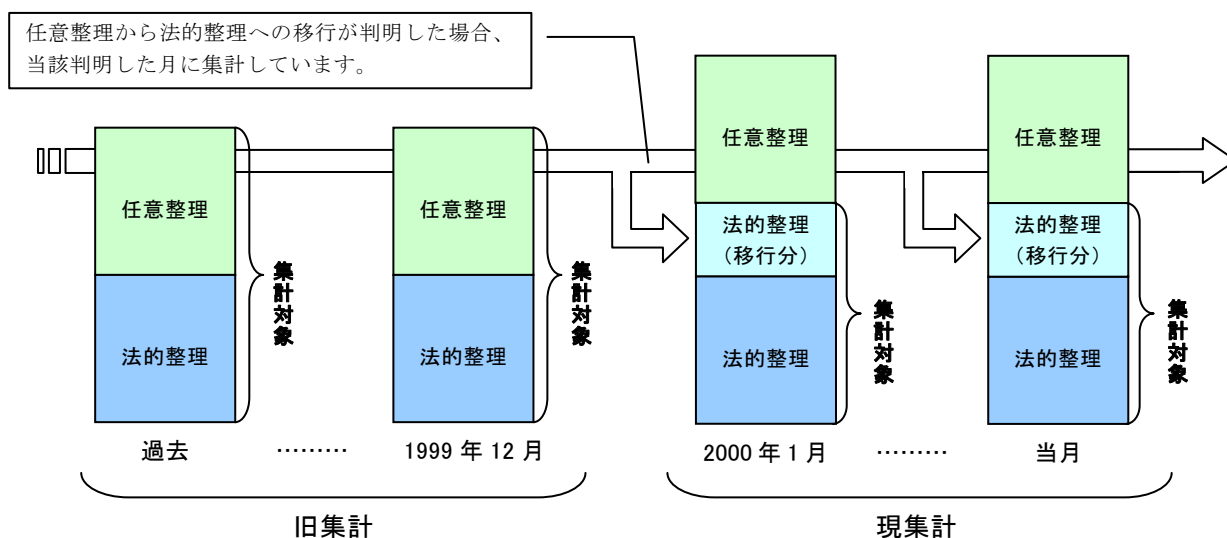 任意整理から法的整理への移行が判明した場合、
当該判明した月に集計しています。
任意整理
法的整理
集計対象
任意整理
法的整理
集計対象
任意整理
法的整理
（移行分）
法的整理
集計対象
任意整理
法的整理
（移行分）
法的整理
集計対象
過去 ……… 1999 年 12 月 2000 年 1 月 ……… 当月
旧集計 現集計